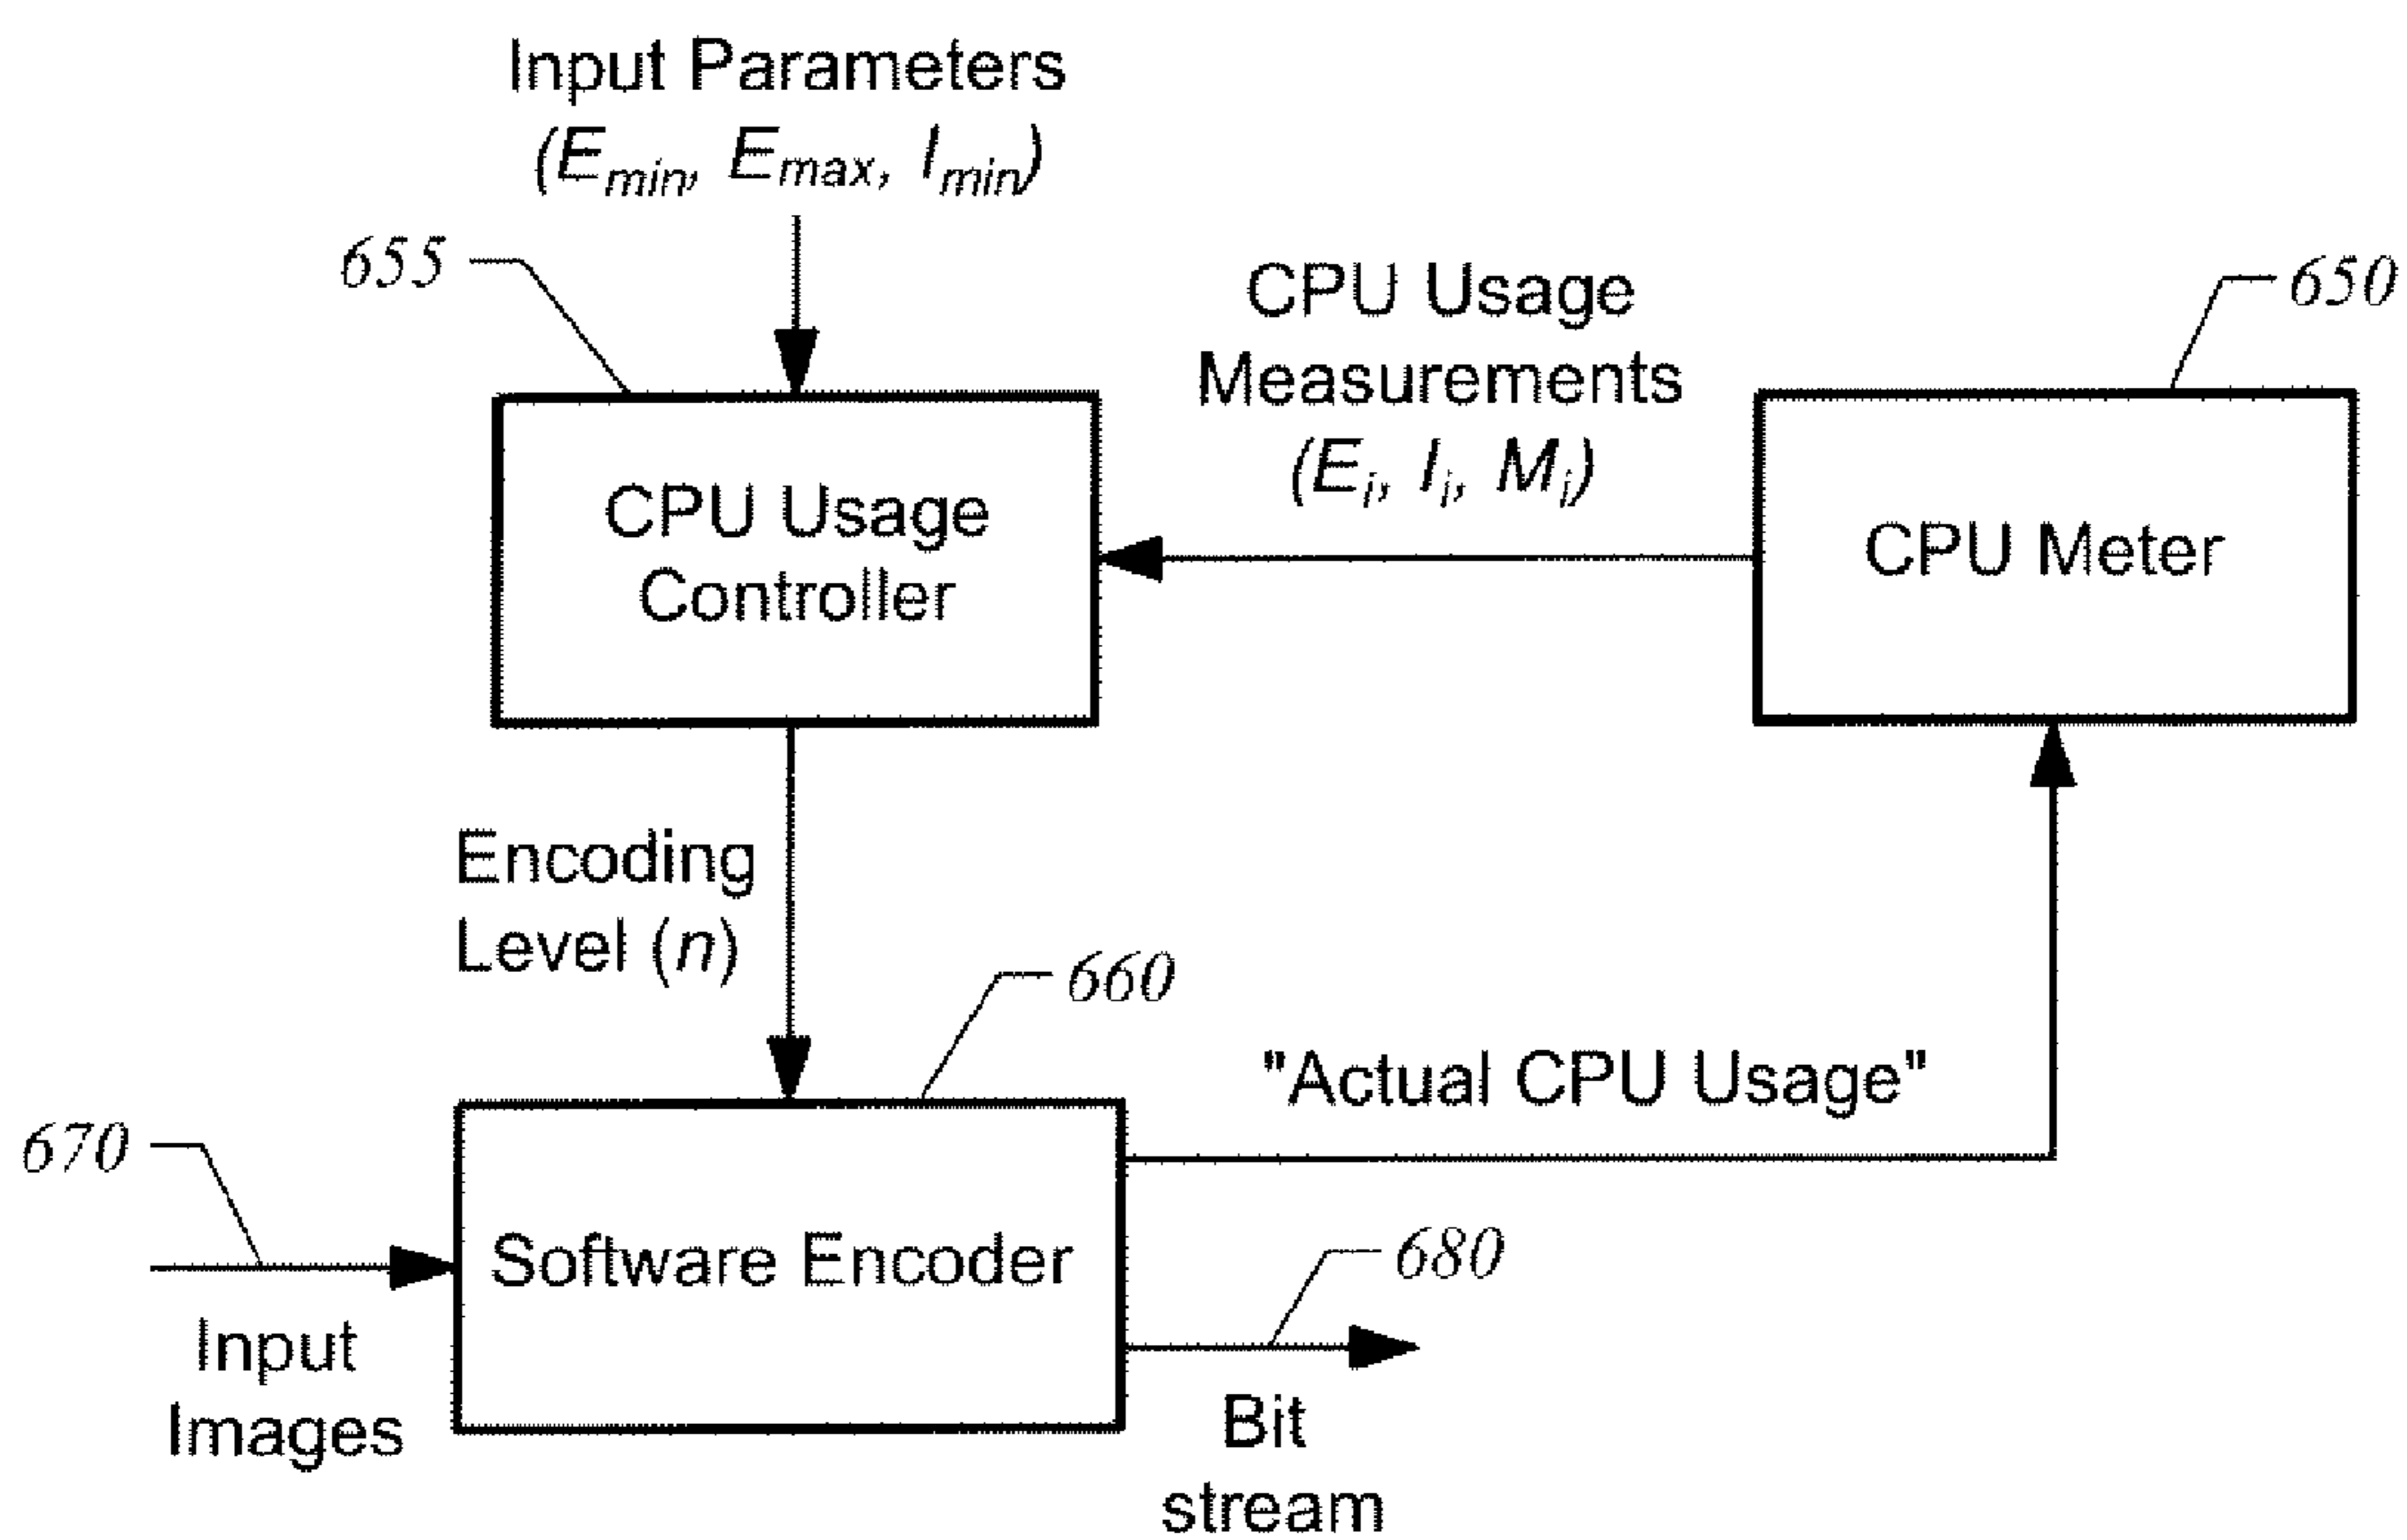 Input Parameters
(Emin, Emax, Imin)
655
CPU Usage
Measurements
(Ei, Ii, Mi)
650
CPU Usage
Controller
CPU Meter
Encoding
Level (n)
660
"Actual CPU Usage"
670
Software Encoder
680
Input
Images
Bit
stream